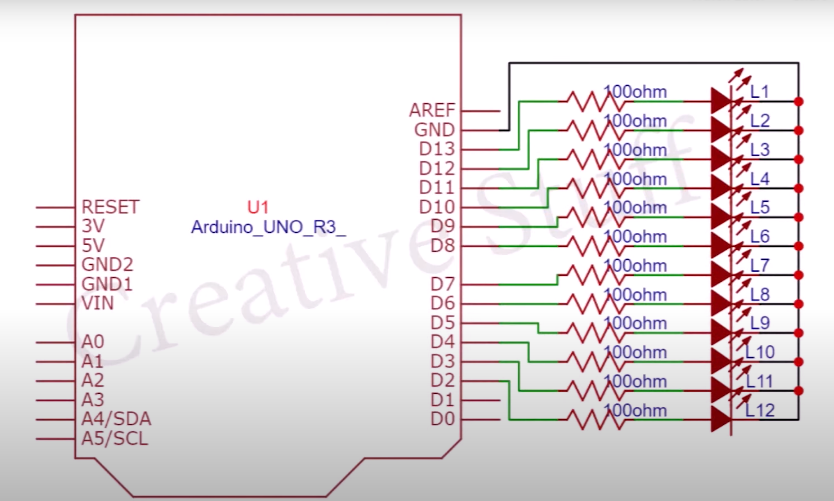 AREF
GND
D13
D12
D11
D10
D9
D8
D7
D6
D5
D4
D3
D2
D1
D0
RESET
3V
5V
GND2
GND1
VIN
A0
A1
A2
A3
A4/SDA
A5/SCL
U1
Arduino_UNO_R3_
100ohm L1
100ohm L2
100ohm L3
100ohm L4
100ohm L5
100ohm L6
100ohm L7
100ohm L8
100ohm L9
100ohm L10
100ohm L11
100ohm L12
Creative Stuff